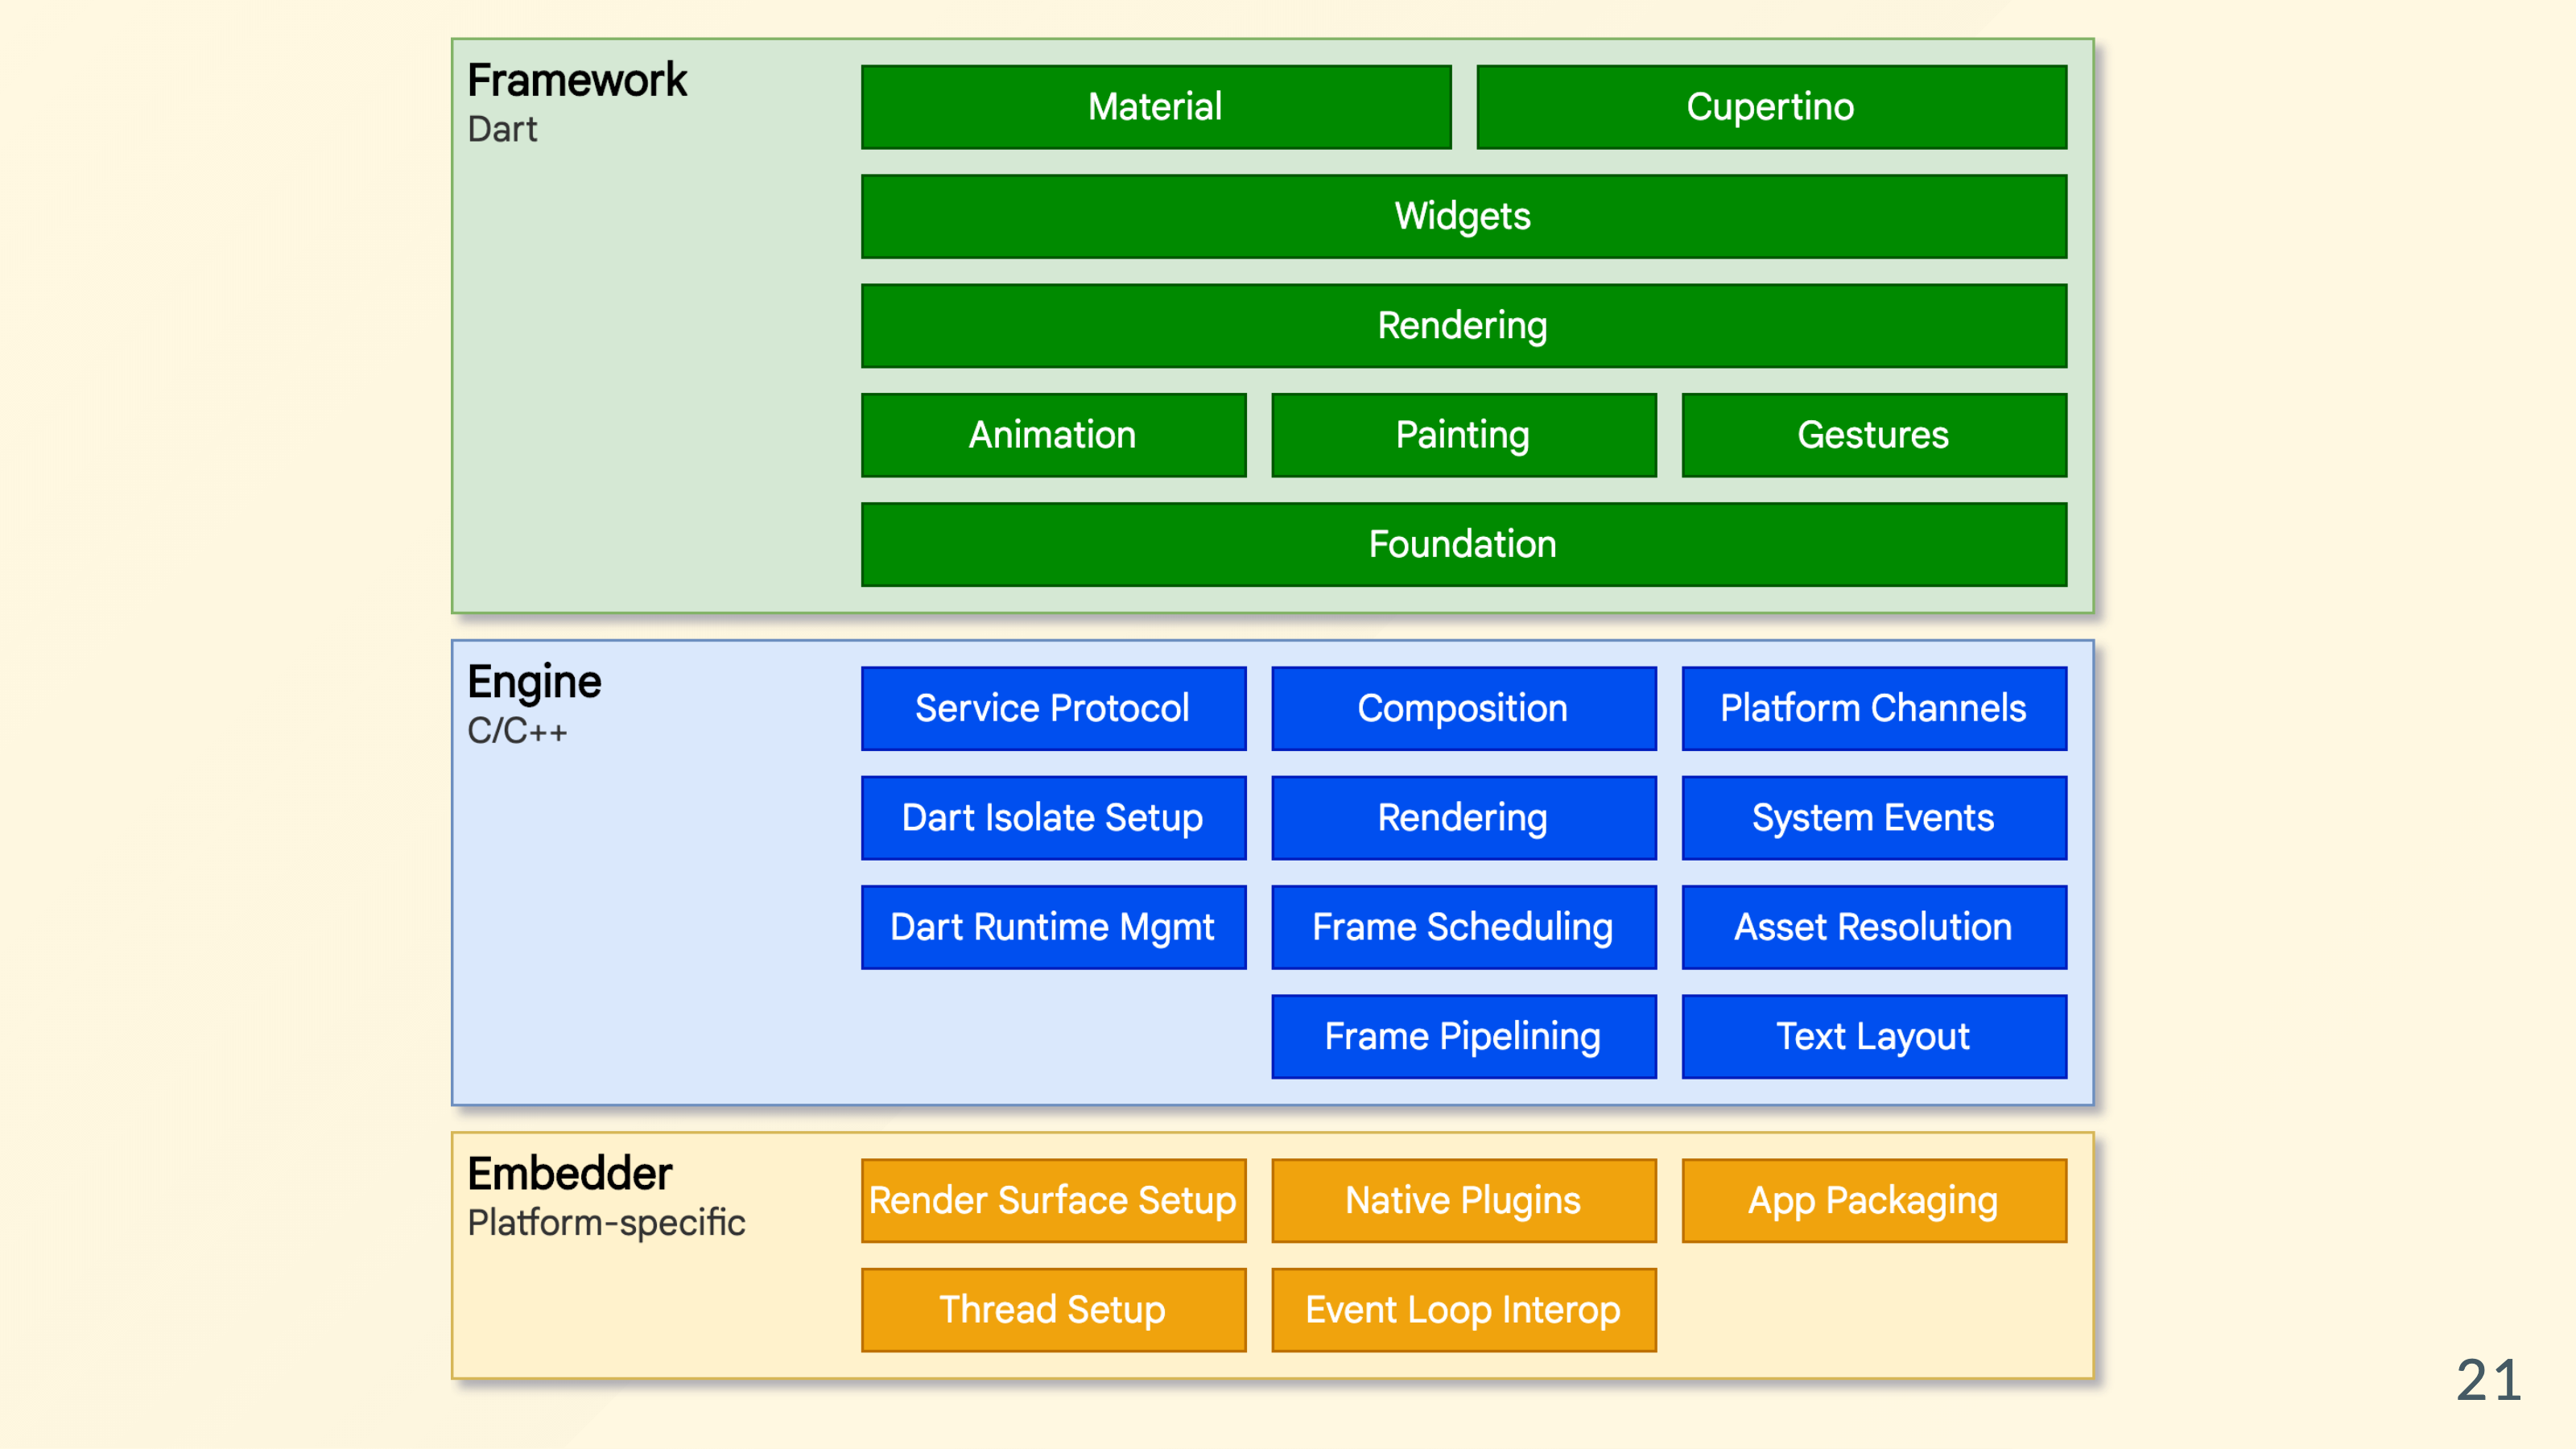 Framework
Dart
Material
Cupertino
Widgets
Rendering
Animation
Painting
Gestures
Foundation
Engine
C/C++
Service Protocol
Composition
Platform Channels
Dart Isolate Setup
Rendering
System Events
Dart Runtime Mgmt
Frame Scheduling
Asset Resolution
Frame Pipelining
Text Layout
Embedder
Platform-specific
Render Surface Setup
Native Plugins
App Packaging
Thread Setup
Event Loop Interop
21